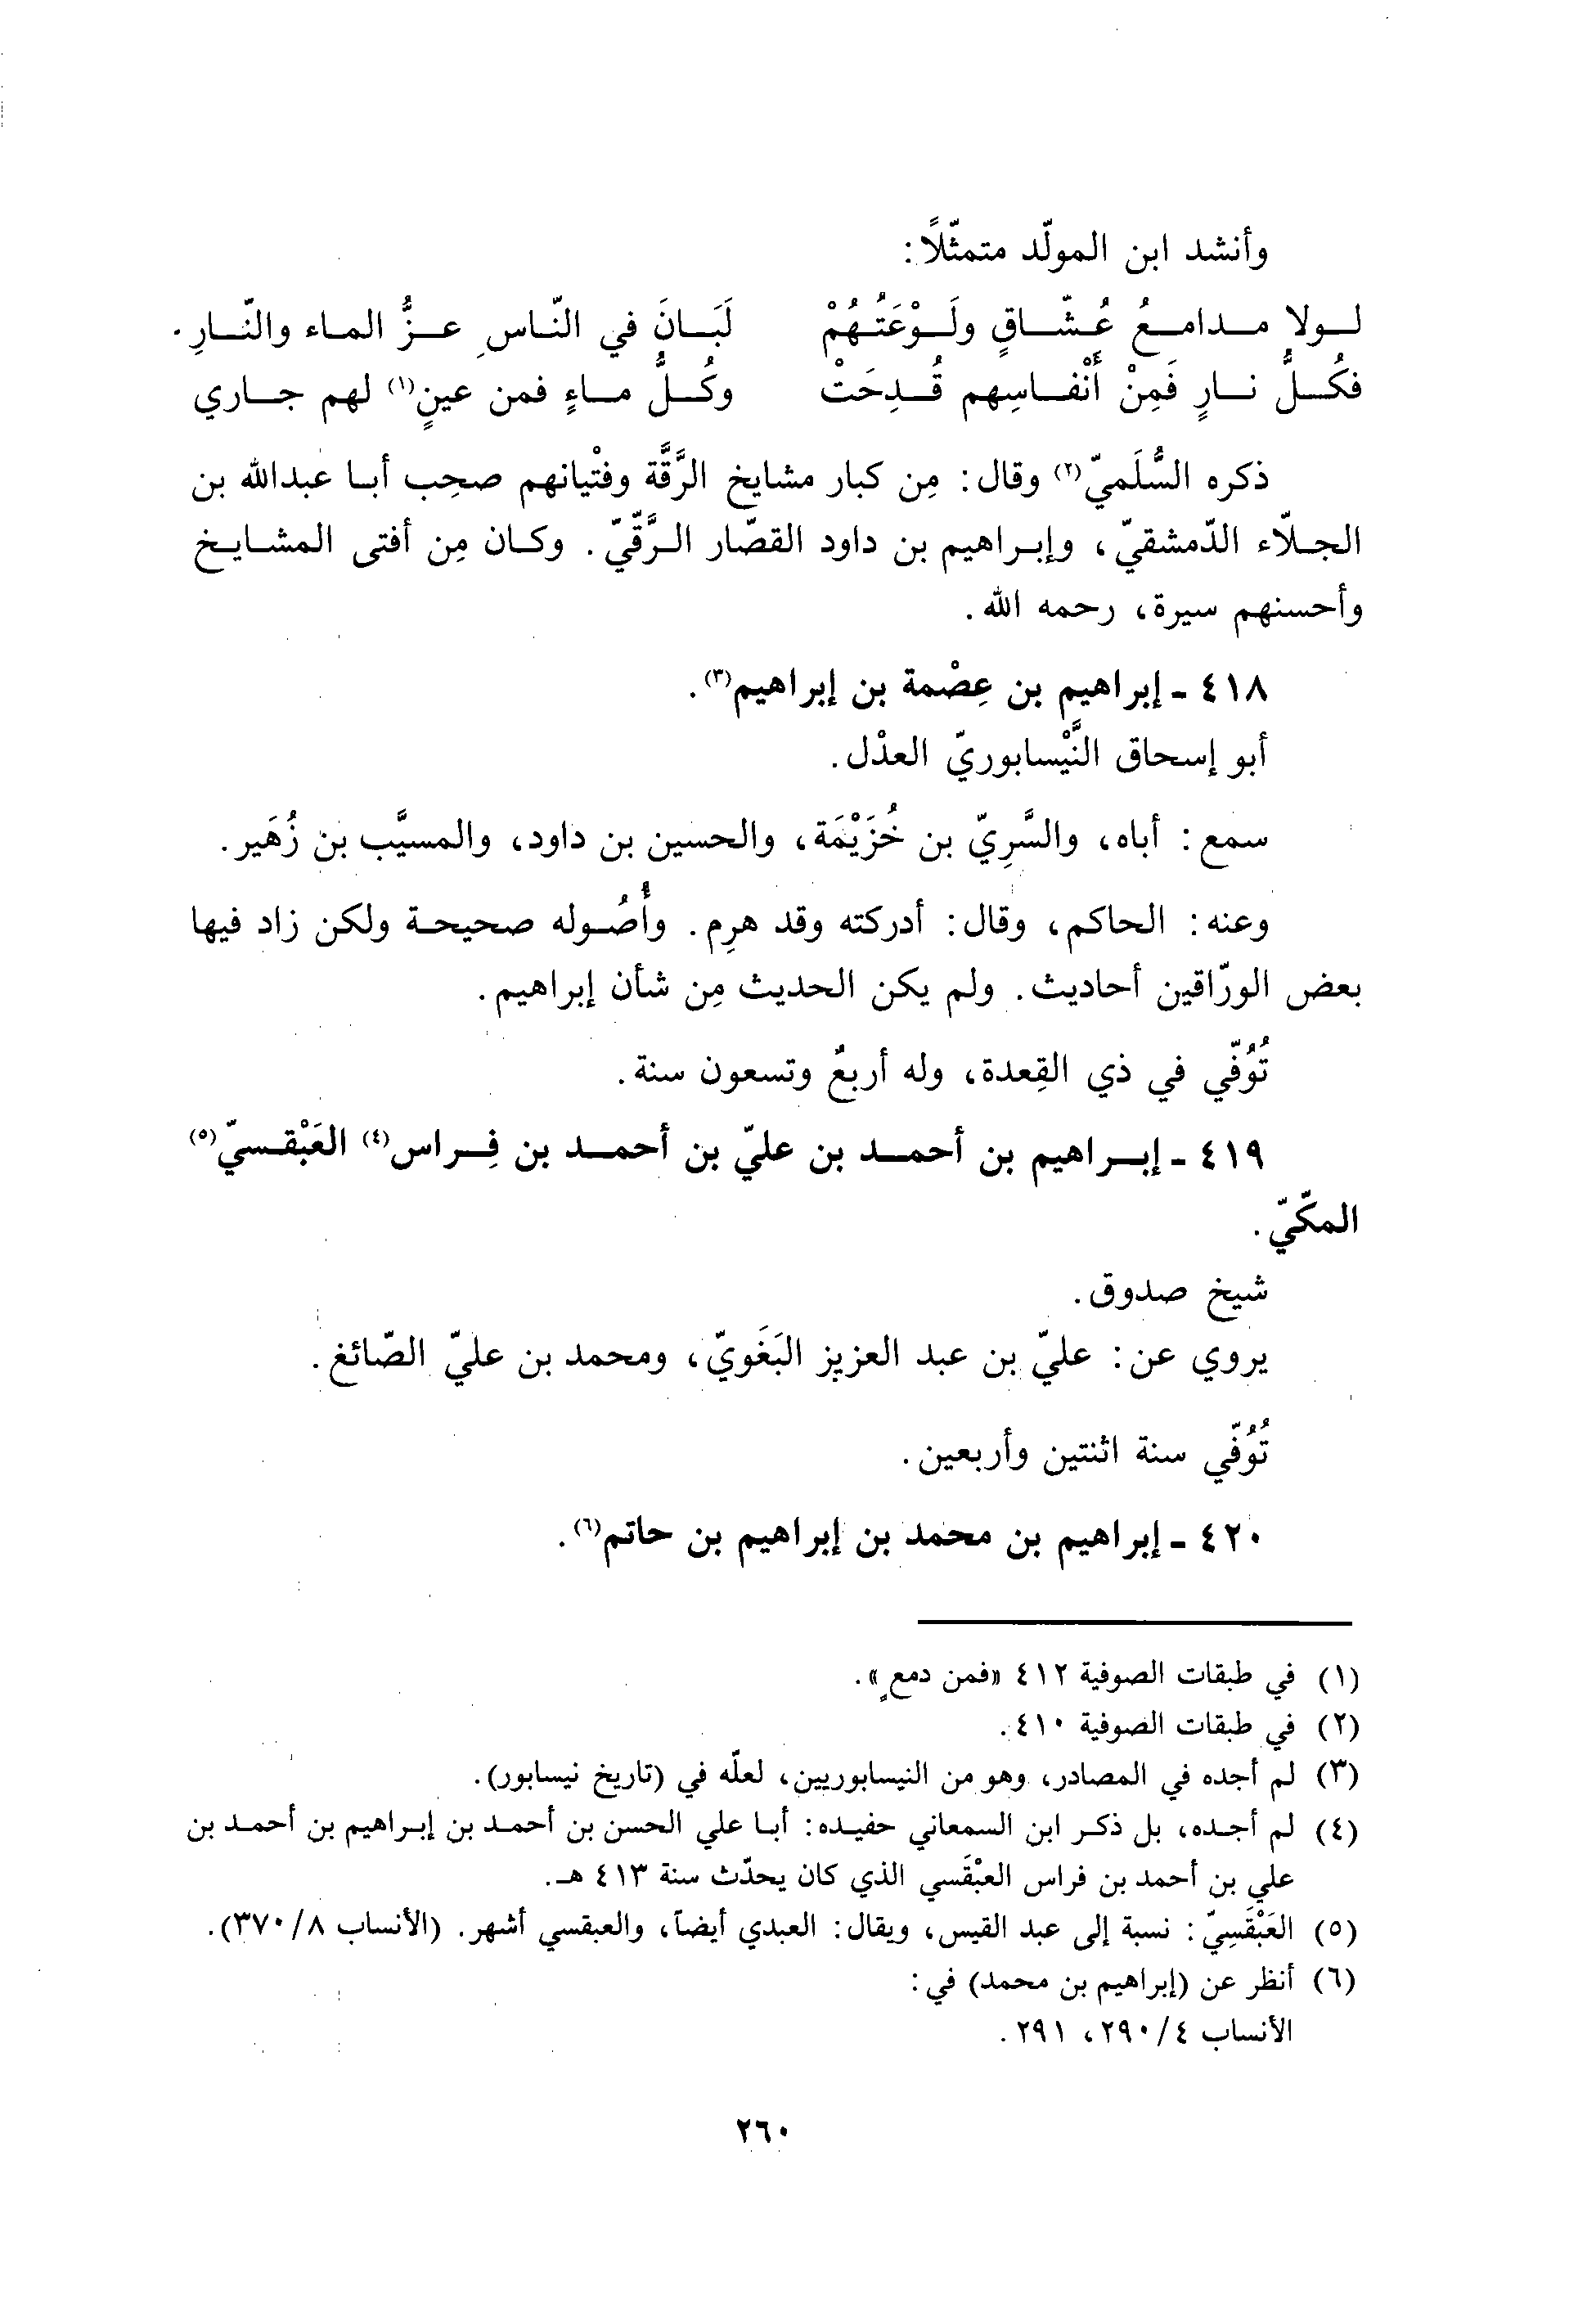 وأنشد ابن المولّد متمثّلاً:
لولا مدامعُ عُشّاقٍ ولَوْعَتُهُمْ لَبَانَ في النّاسِ عزُّ الماء والنّارِ.
فكُلُّ نارٍ فَمِنْ أَنْفاسِهم قُدِحَتْ وكُلُّ ماءٍ فمن عينٍ(١) لهم جاري
ذكره السُّلَميّ(٢) وقال: مِن كبار مشايخ الرَّقَّة وفتْيانهم صحِب أبا عبدالله بن
الجلّاء الدّمشقيّ، وإبراهيم بن داود القصّار الرَّقّيّ. وكان مِن أفتى المشايخ
وأحسنهم سيرة، رحمه الله.
٤١٨ - إبراهيم بن عِصْمة بن إبراهيم(٣).
أبو إسحاق النَّيْسابوريّ العدْل.
سمع: أباه، والسَّرِيّ بن خُزَيْمَة، والحسين بن داود، والمسيَّب بن زُهَير.
وعنه: الحاكم، وقال: أدركته وقد هرِم. وأُصُوله صحيحة ولكن زاد فيها
بعض الورّاقين أحاديث. ولم يكن الحديث مِن شأن إبراهيم.
تُوُفّي في ذي القِعدة، وله أربعٌ وتسعون سنة.
٤١٩ - إبراهيم بن أحمد بن عليّ بن أحمد بن فِراس(٤) العَبْقسيّ(٥)
المكّيّ.
شيخ صدوق.
يروي عن: عليّ بن عبد العزيز البَغَويّ، ومحمد بن عليّ الصّائغ.
تُوُفّي سنة اثنتين وأربعين.
٤٢٠ - إبراهيم بن محمد بن إبراهيم بن حاتم(٦).
(١) في طبقات الصوفية ٤١٢ «فمن دمعٍ».
(٢) في طبقات الصوفية ٤١٠.
(٣) لم أجده في المصادر، وهو من النيسابوريين، لعلّه في (تاريخ نيسابور).
(٤) لم أجده، بل ذكر ابن السمعاني حفيده: أبا علي الحسن بن أحمد بن إبراهيم بن أحمد بن
علي بن أحمد بن فراس العبْقَسي الذي كان يحدّث سنة ٤١٣ هـ.
(٥) العَبْقَسِيّ: نسبة إلى عبد القيس، ويقال: العبدي أيضاً، والعبقسي أشهر. (الأنساب ٣٧٠/٨).
(٦) أنظر عن (إبراهيم بن محمد) في:
الأنساب ٢٩٠/٤، ٢٩١.
٢٦٠